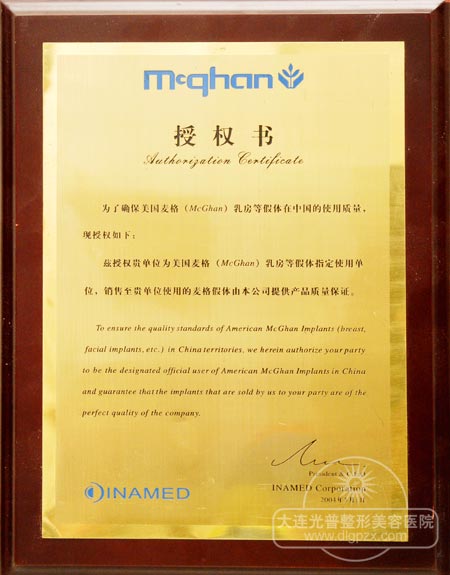 McGhan
授权书
Authorization Certificate
为了确保美国麦格（McGhan）乳房等假体在中国的使用质量，
现授权如下：
兹授权贵单位为美国麦格（McGhan）乳房等假体指定使用单
位，销售至贵单位使用的麦格假体由本公司提供产品质量保证。
To ensure the quality standards of American McGhan Implants (breast,
facial implants, etc.) in China territories, we herein authorize your party
to be the designated official user of American McGhan Implants in China
and guarantee that the implants that are sold by us to your party are of the
perfect quality of the company.
President &
INAMED
INAMED Corporation
2004年
大连光普整形美容医院
www.dlgpzx.com